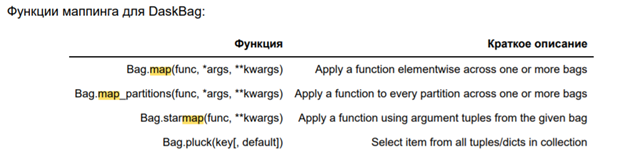 Функции маппинга для DaskBag:
Функция Краткое описание
Bag.map(func, *args, **kwargs) Apply a function elementwise across one or more bags
Bag.map_partitions(func, *args, **kwargs) Apply a function to every partition across one or more bags
Bag.starmap(func, **kwargs) Apply a function using argument tuples from the given bag
Bag.pluck(key[, default]) Select item from all tuples/dicts in collection